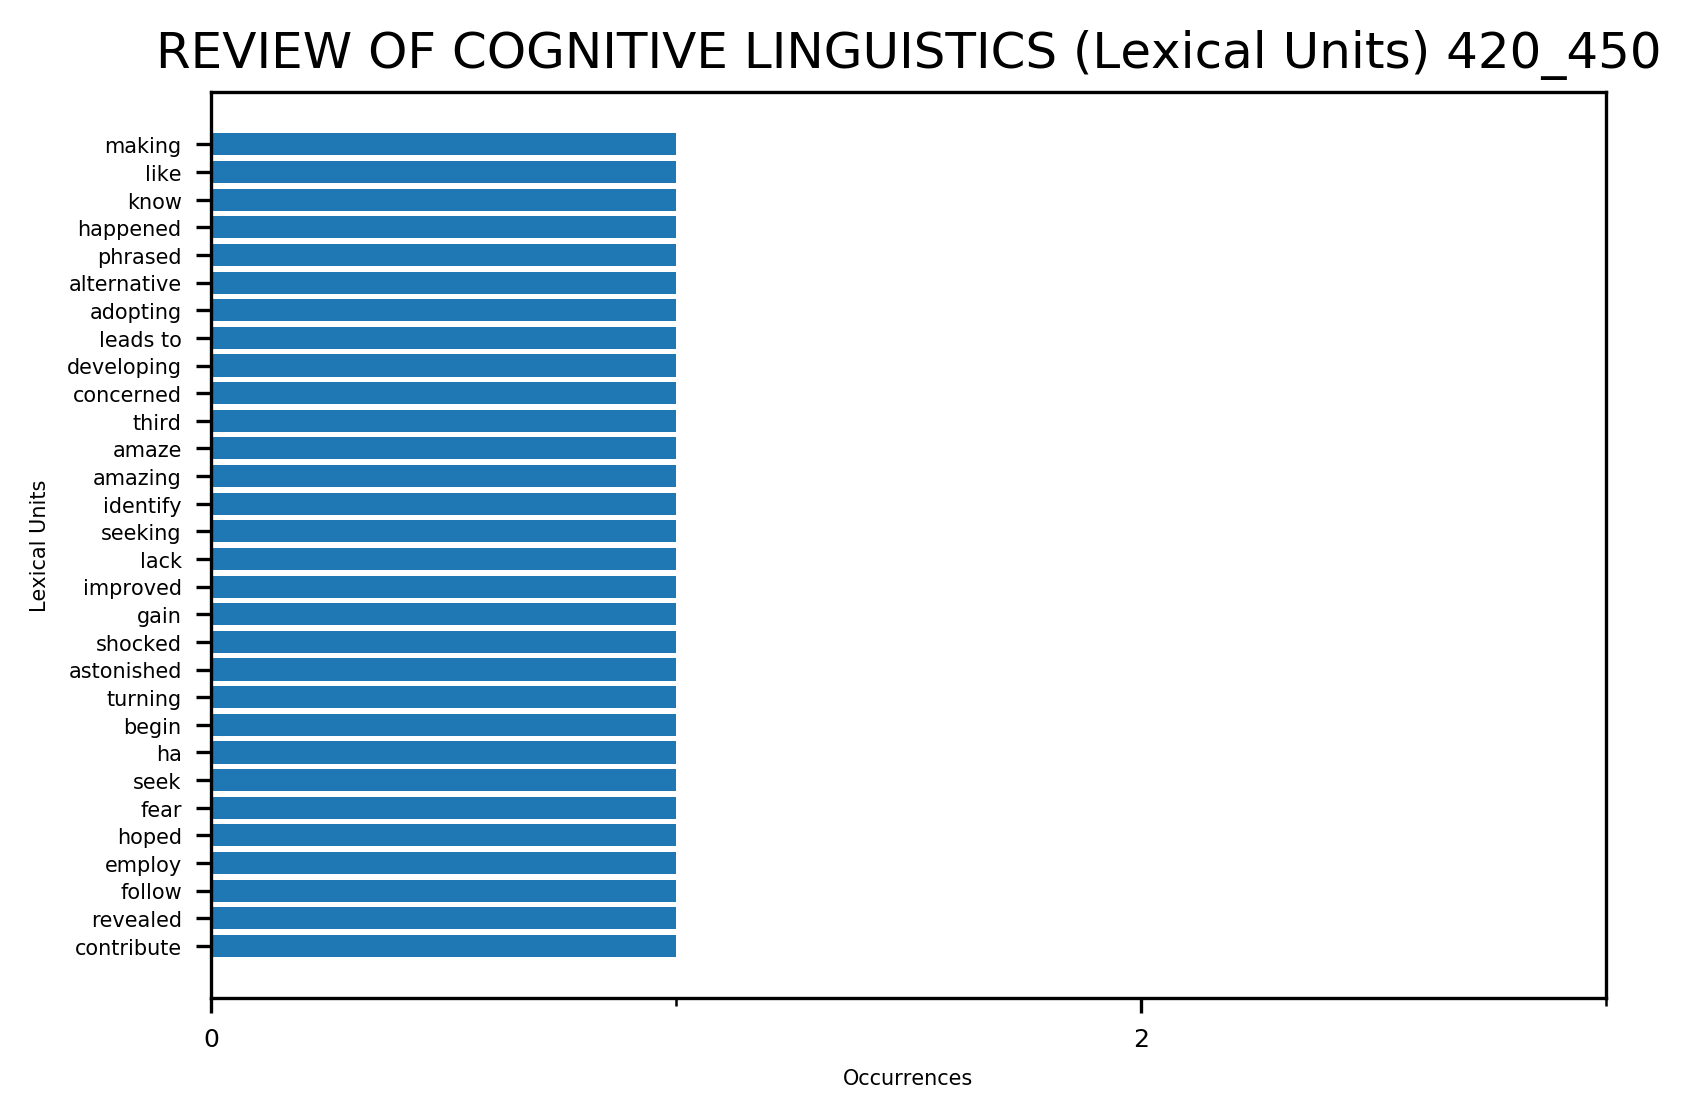 REVIEW OF COGNITIVE LINGUISTICS (Lexical Units) 420_450
making
like
know
happened
phrased
alternative
adopting
leads to
developing
concerned
third
amaze
amazing
identify
seeking
lack
improved
gain
shocked
astonished
turning
begin
ha
seek
fear
hoped
employ
follow
revealed
contribute
Lexical Units
0
2
Occurrences